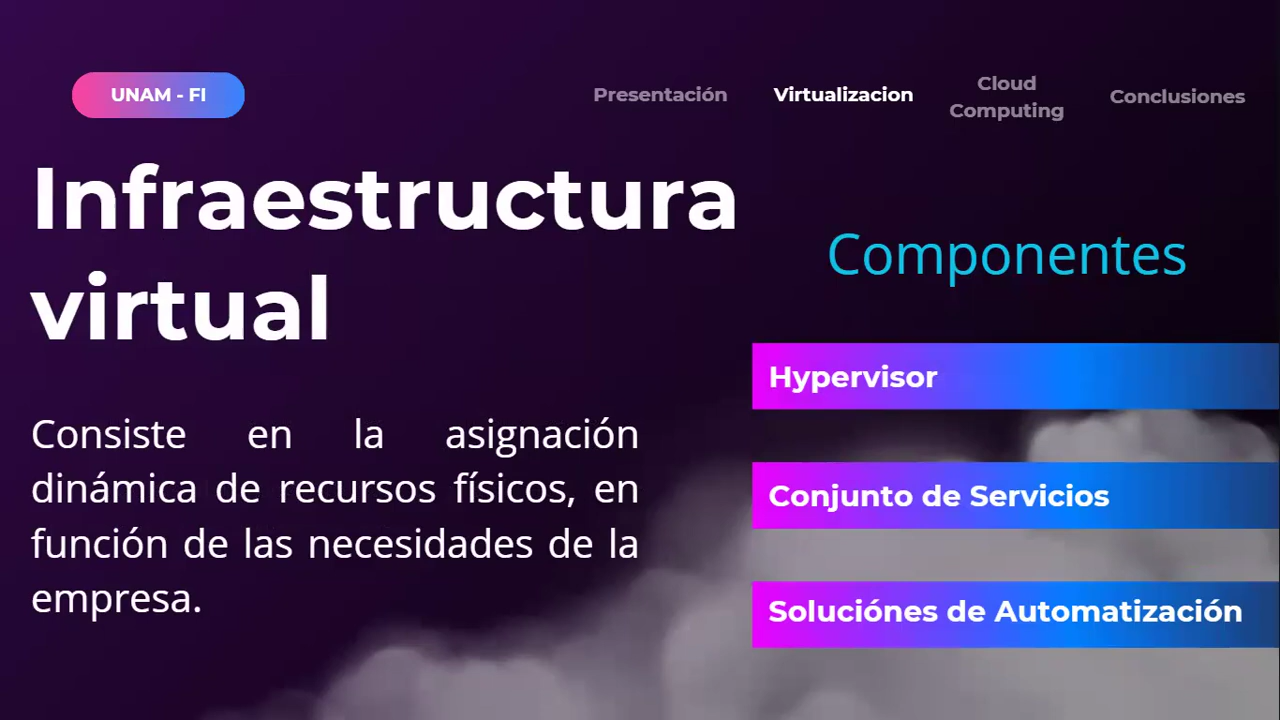 UNAM - FI
Presentación
Virtualizacion
Cloud
Computing
Conclusiones
Infraestructura
virtual
Consiste en la asignación
dinámica de recursos físicos, en
función de las necesidades de la
empresa.
Componentes
Hypervisor
Conjunto de Servicios
Soluciónes de Automatización